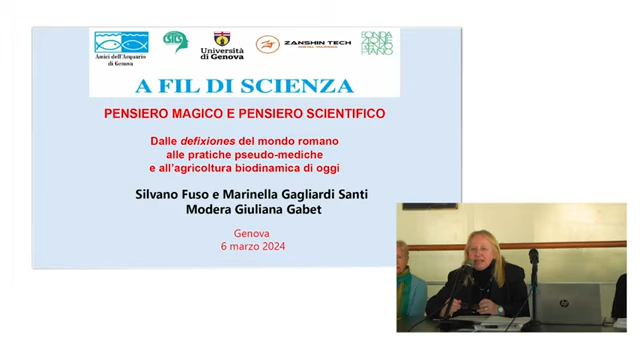 Amici dell'Acquario
di Genova
Università
di Genova
ZANSHIN TECH
A FIL DI SCIENZA
PENSIERO MAGICO E PENSIERO SCIENTIFICO
Dalle defixiones del mondo romano
alle pratiche pseudo-mediche
e all'agricoltura biodinamica di oggi
Silvano Fuso e Marinella Gagliardi Santi
Modera Giuliana Gabet
Genova
6 marzo 2024
hp